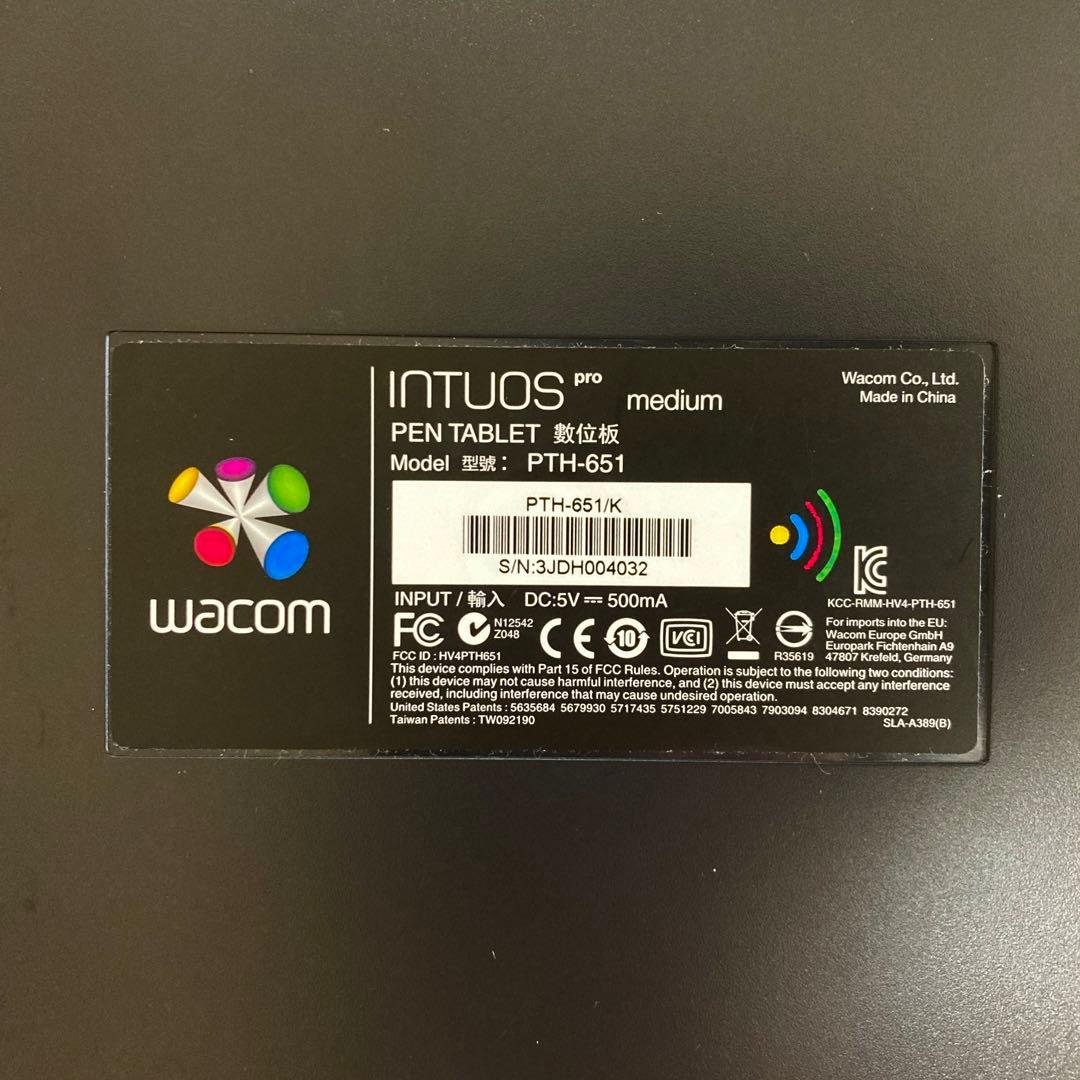 wacom
INTUOS pro medium
Wacom Co., Ltd.
Made in China
PEN TABLET 數位板
Model 型號： PTH-651
PTH-651/K
S/N:3JDH004032
INPUT / 輸入 DC:5V 500mA
FC
N12542
Z048
CE
10
VCCI
R35619
KCC-RMM-HV4-PTH-651
For imports into the EU:
Wacom Europe GmbH
Europark Fichtenhain A9
47807 Krefeld, Germany
FCC ID : HV4PTH651
This device complies with Part 15 of FCC Rules. Operation is subject to the following two conditions:
(1) this device may not cause harmful interference, and (2) this device must accept any interference
received, including interference that may cause undesired operation.
United States Patents : 5635684 5679930 5717435 5751229 7005843 7903094 8304671 8390272
Taiwan Patents : TW092190
SLA-A389(B)